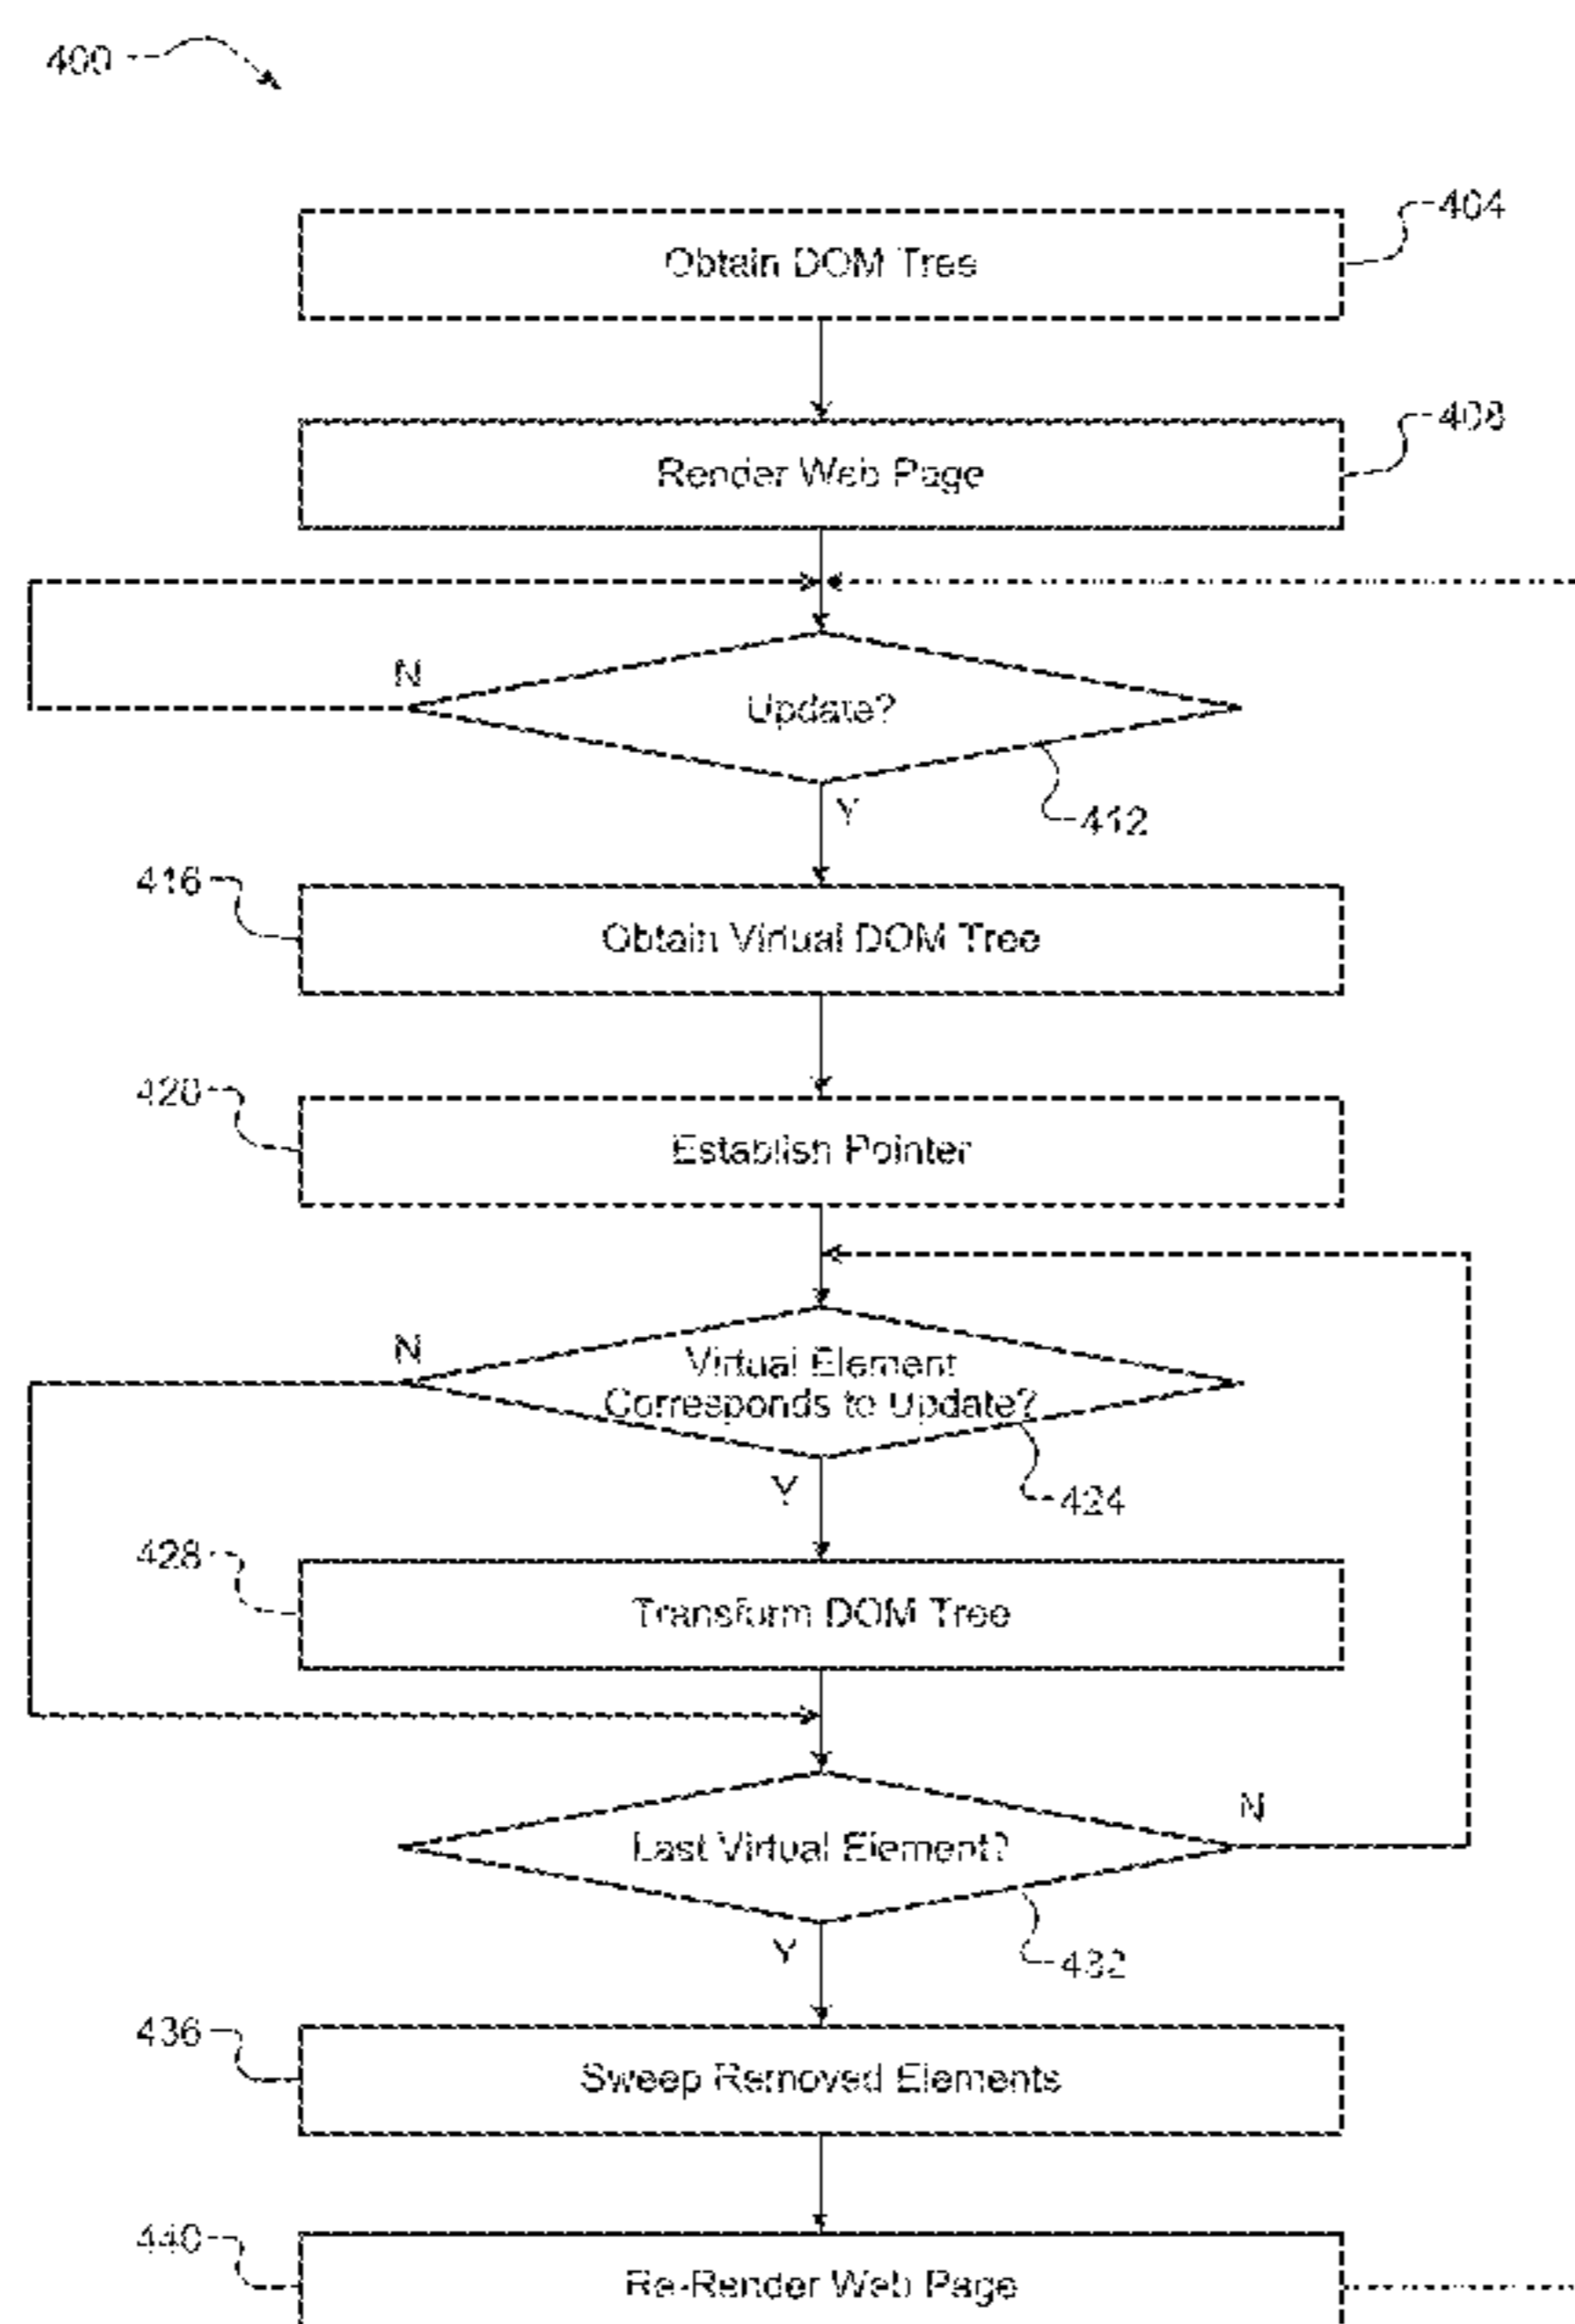 400
404
Obtain DOM Tree
408
Render Web Page
N
Update?
Y
412
416
Obtain Virtual DOM Tree
420
Establish Pointer
N
Virtual Element
Corresponds to Update?
Y
424
428
Transform DOM Tree
N
Last Virtual Element?
Y
432
436
Sweep Removed Elements
440
Re-Render Web Page